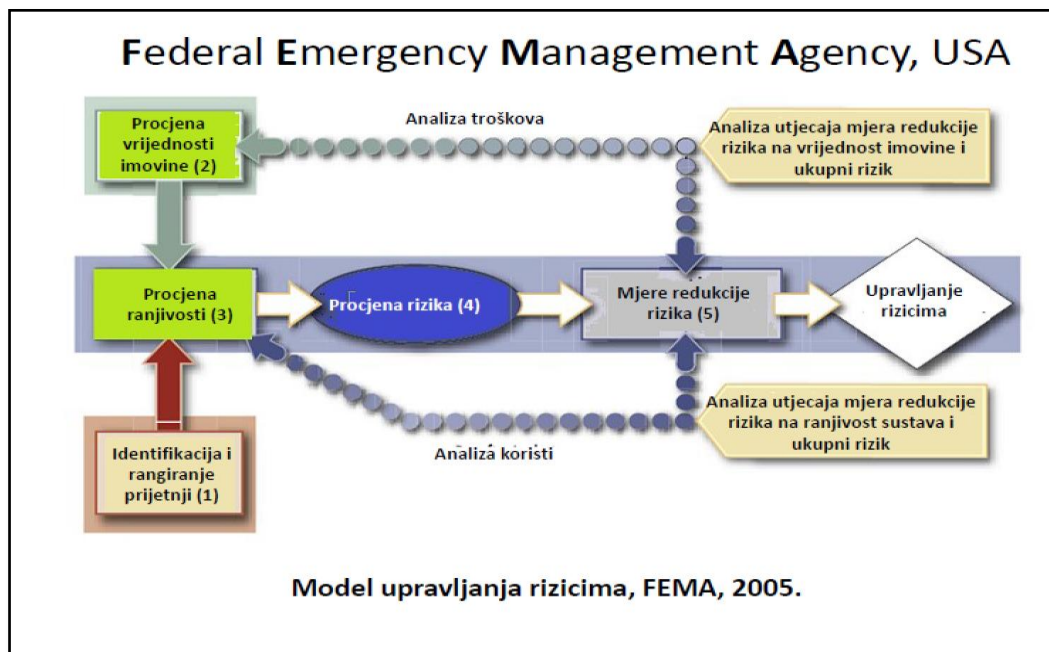 Federal Emergency Management Agency, USA
Procjena
vrijednosti
imovine (2)
Analiza troškova
Analiza utjecaja mjera redukcije
rizika na vrijednost imovine i
ukupni rizik
Procjena
ranjivosti (3)
Procjena rizika (4)
Mjere redukcije
rizika (5)
Upravljanje
rizicima
Identifikacija i
rangiranje
prijetnji (1)
Analiza koristi
Analiza utjecaja mjera redukcije
rizika na ranjivost sustava i
ukupni rizik
Model upravljanja rizicima, FEMA, 2005.